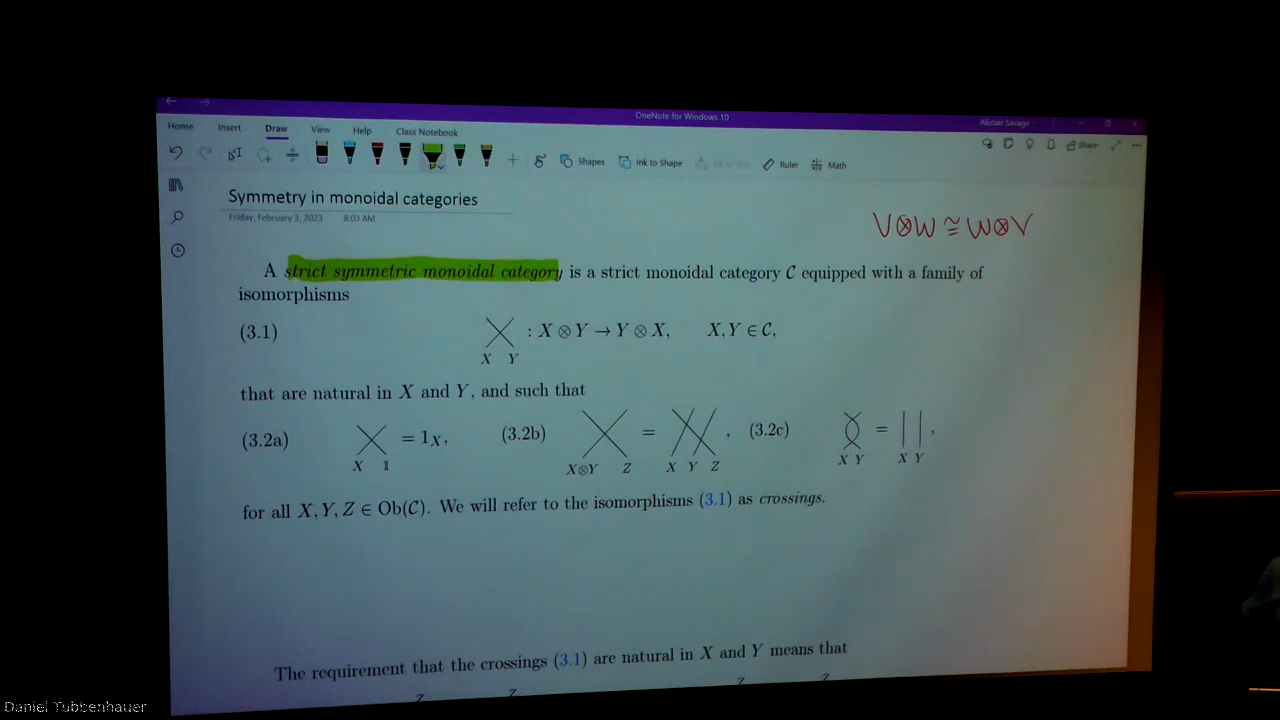 OneNote for Windows 10
Alistair Savage
Home Insert Draw View Help Class Notebook
Shapes Ink to Shape Ruler Math Share
Symmetry in monoidal categories
Friday, February 3, 2023 8:03 AM
V⊗W ≅ W⊗V
A strict symmetric monoidal category is a strict monoidal category C equipped with a family of
isomorphisms
(3.1) : X ⊗ Y → Y ⊗ X, X, Y ∈ C,
X Y
that are natural in X and Y, and such that
(3.2a) = 1X, (3.2b) = , (3.2c) = ,
X 𝟙 X⊗Y Z X Y Z X Y X Y
for all X, Y, Z ∈ Ob(C). We will refer to the isomorphisms (3.1) as crossings.
The requirement that the crossings (3.1) are natural in X and Y means that
Z Z Z Z
Daniel Tubbenhauer